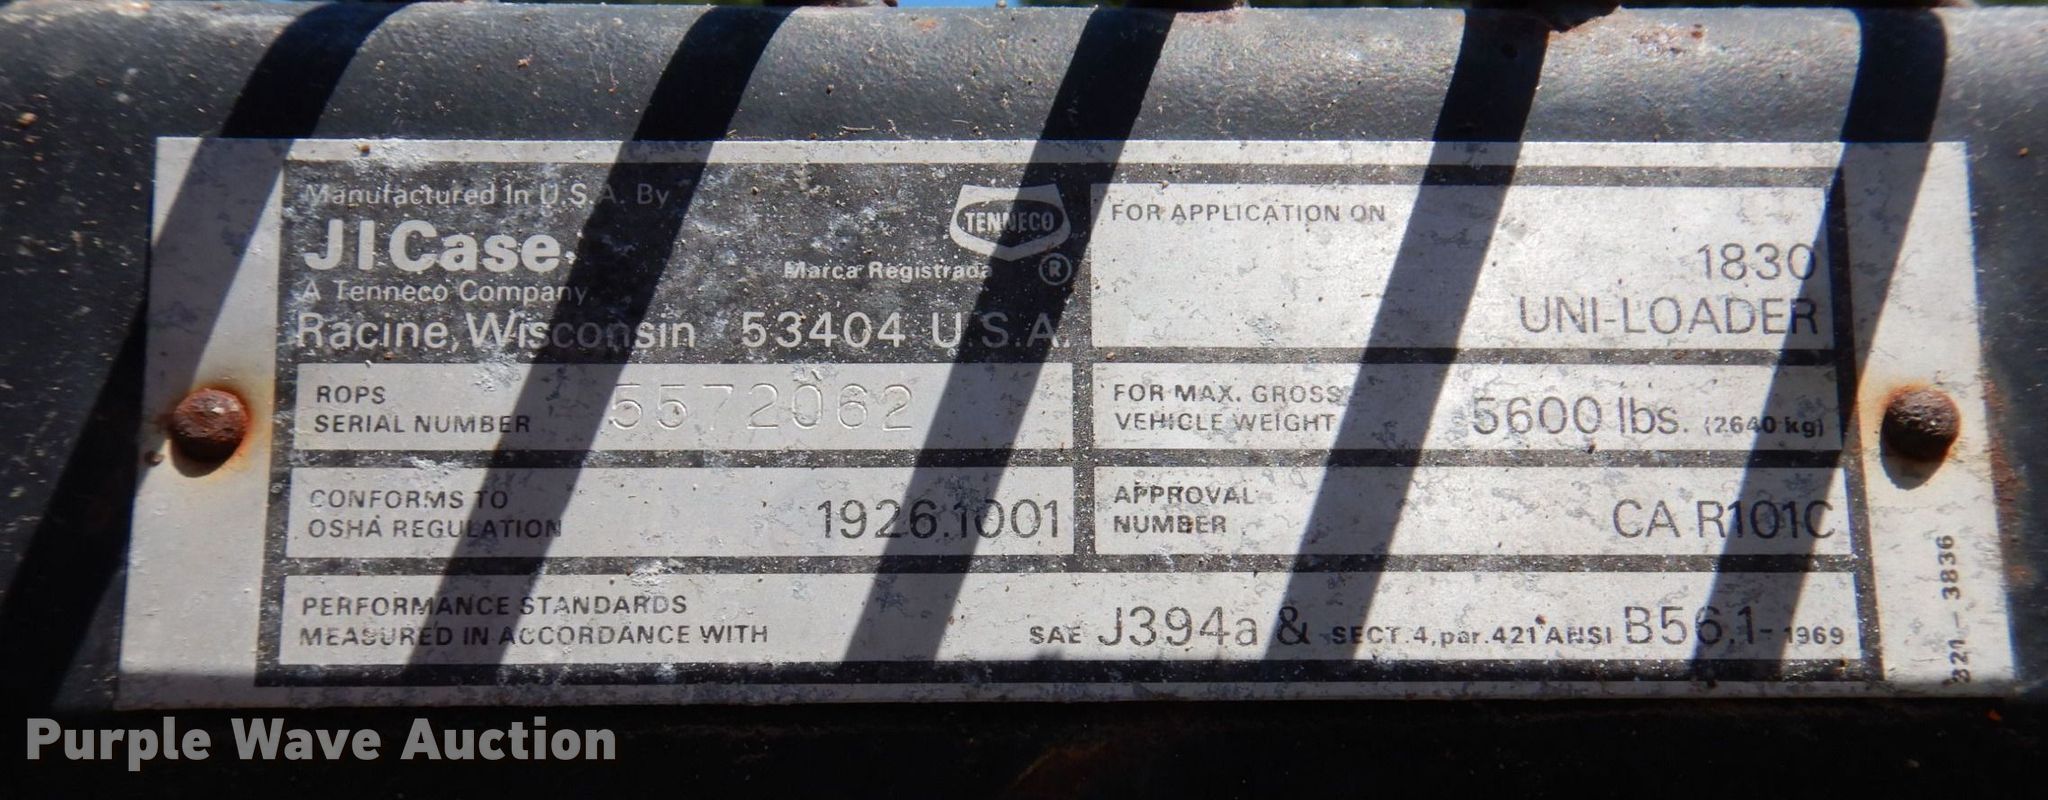 Manufactured In U.S.A. By
JI Case
A Tenneco Company
Racine, Wisconsin 53404 U.S.A.
TENNECO
Marca Registrada ®
FOR APPLICATION ON
1830
UNI-LOADER
ROPS
SERIAL NUMBER 5572062
FOR MAX. GROSS
VEHICLE WEIGHT 5600 lbs. (2640 kg)
CONFORMS TO
OSHA REGULATION 1926.1001
APPROVAL
NUMBER CA R101C
PERFORMANCE STANDARDS
MEASURED IN ACCORDANCE WITH SAE J394a & SECT. 4, par. 421 ANSI B56.1-1969
321-3836
Purple Wave Auction